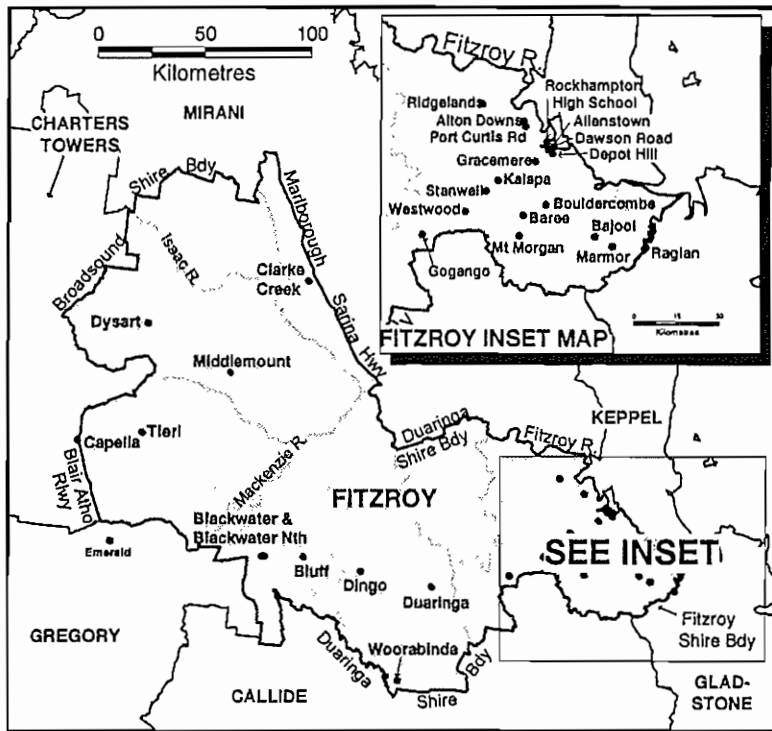 0 50 100
Kilometres
MIRANI
CHARTERS
TOWERS
Shire Bdy
Marlborough
Sarina Hwy
Broadsound
Isaac R.
Clarke
Creek
Dysart
Middlemount
Capella
Tieri
Blair Athol
Rlwy
Mackenzie R.
Duaringa
Shire Bdy
Fitzroy R.
KEPPEL
FITZROY
Blackwater &
Blackwater Nth
Emerald
Bluff
Dingo
Duaringa
SEE INSET
Fitzroy
Shire Bdy
GREGORY
Woorabinda
Duaringa
Shire
Bdy
CALLIDE
GLAD-
STONE
Fitzroy R.
Rockhampton
High School
Ridgelands
Allenstown
Alton Downs
Dawson Road
Port Curtis Rd
Depot Hill
Gracemere
Kalapa
Stanwell
Bouldercombe
Westwood
Baree
Bajool
Mt Morgan
Marmor
Raglan
Gogango
0 15 30
Kilometres
FITZROY INSET MAP